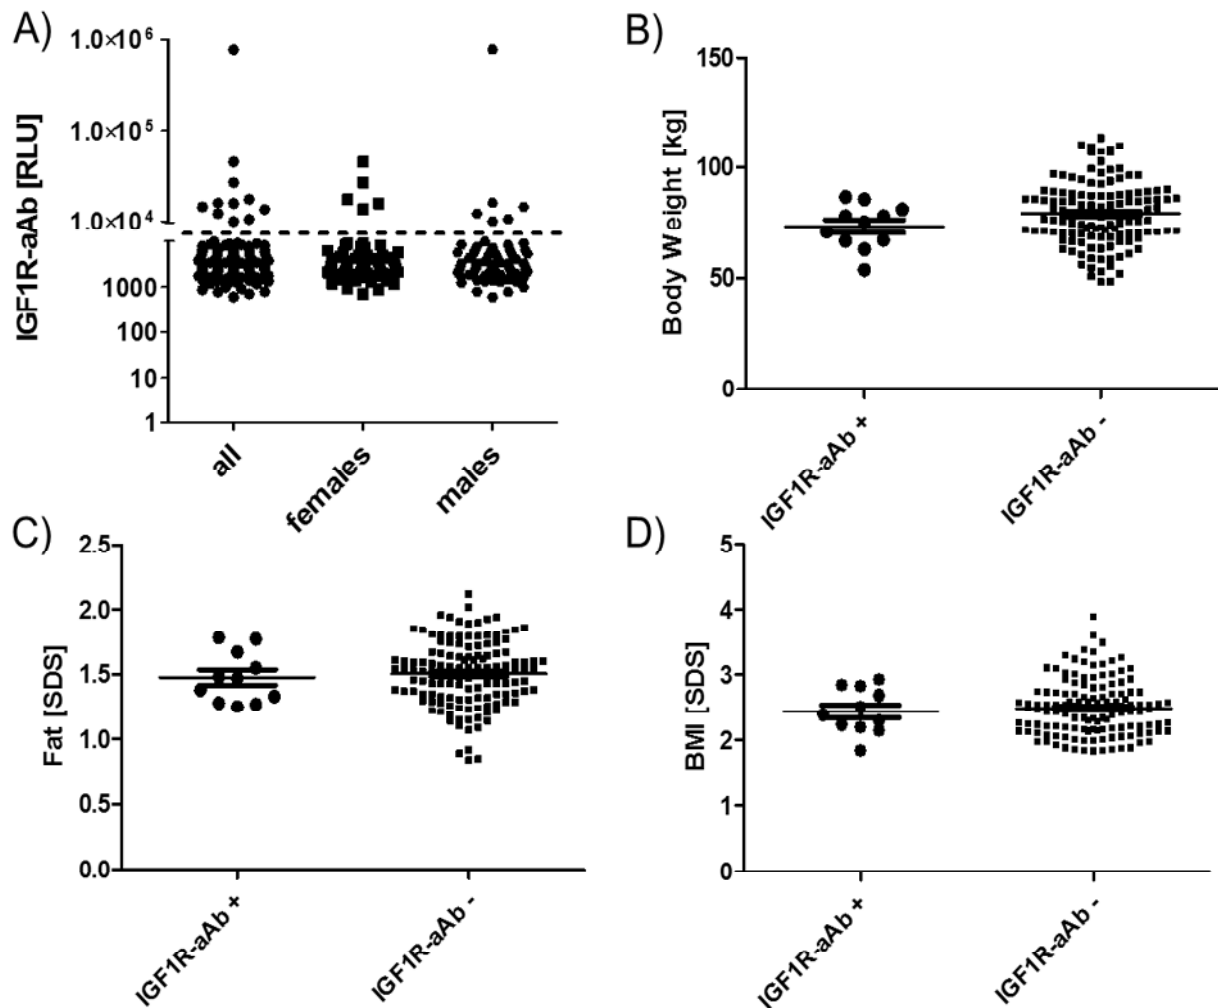 A)
IGF1R-aAb [RLU]
1.0×10⁶
1.0×10⁵
1.0×10⁴
1000
100
10
1
all
females
males
B)
Body Weight [kg]
150
100
50
0
IGF1R-aAb +
IGF1R-aAb -
C)
Fat [SDS]
2.5
2.0
1.5
1.0
0.5
0.0
IGF1R-aAb +
IGF1R-aAb -
D)
BMI [SDS]
5
4
3
2
1
0
IGF1R-aAb +
IGF1R-aAb -